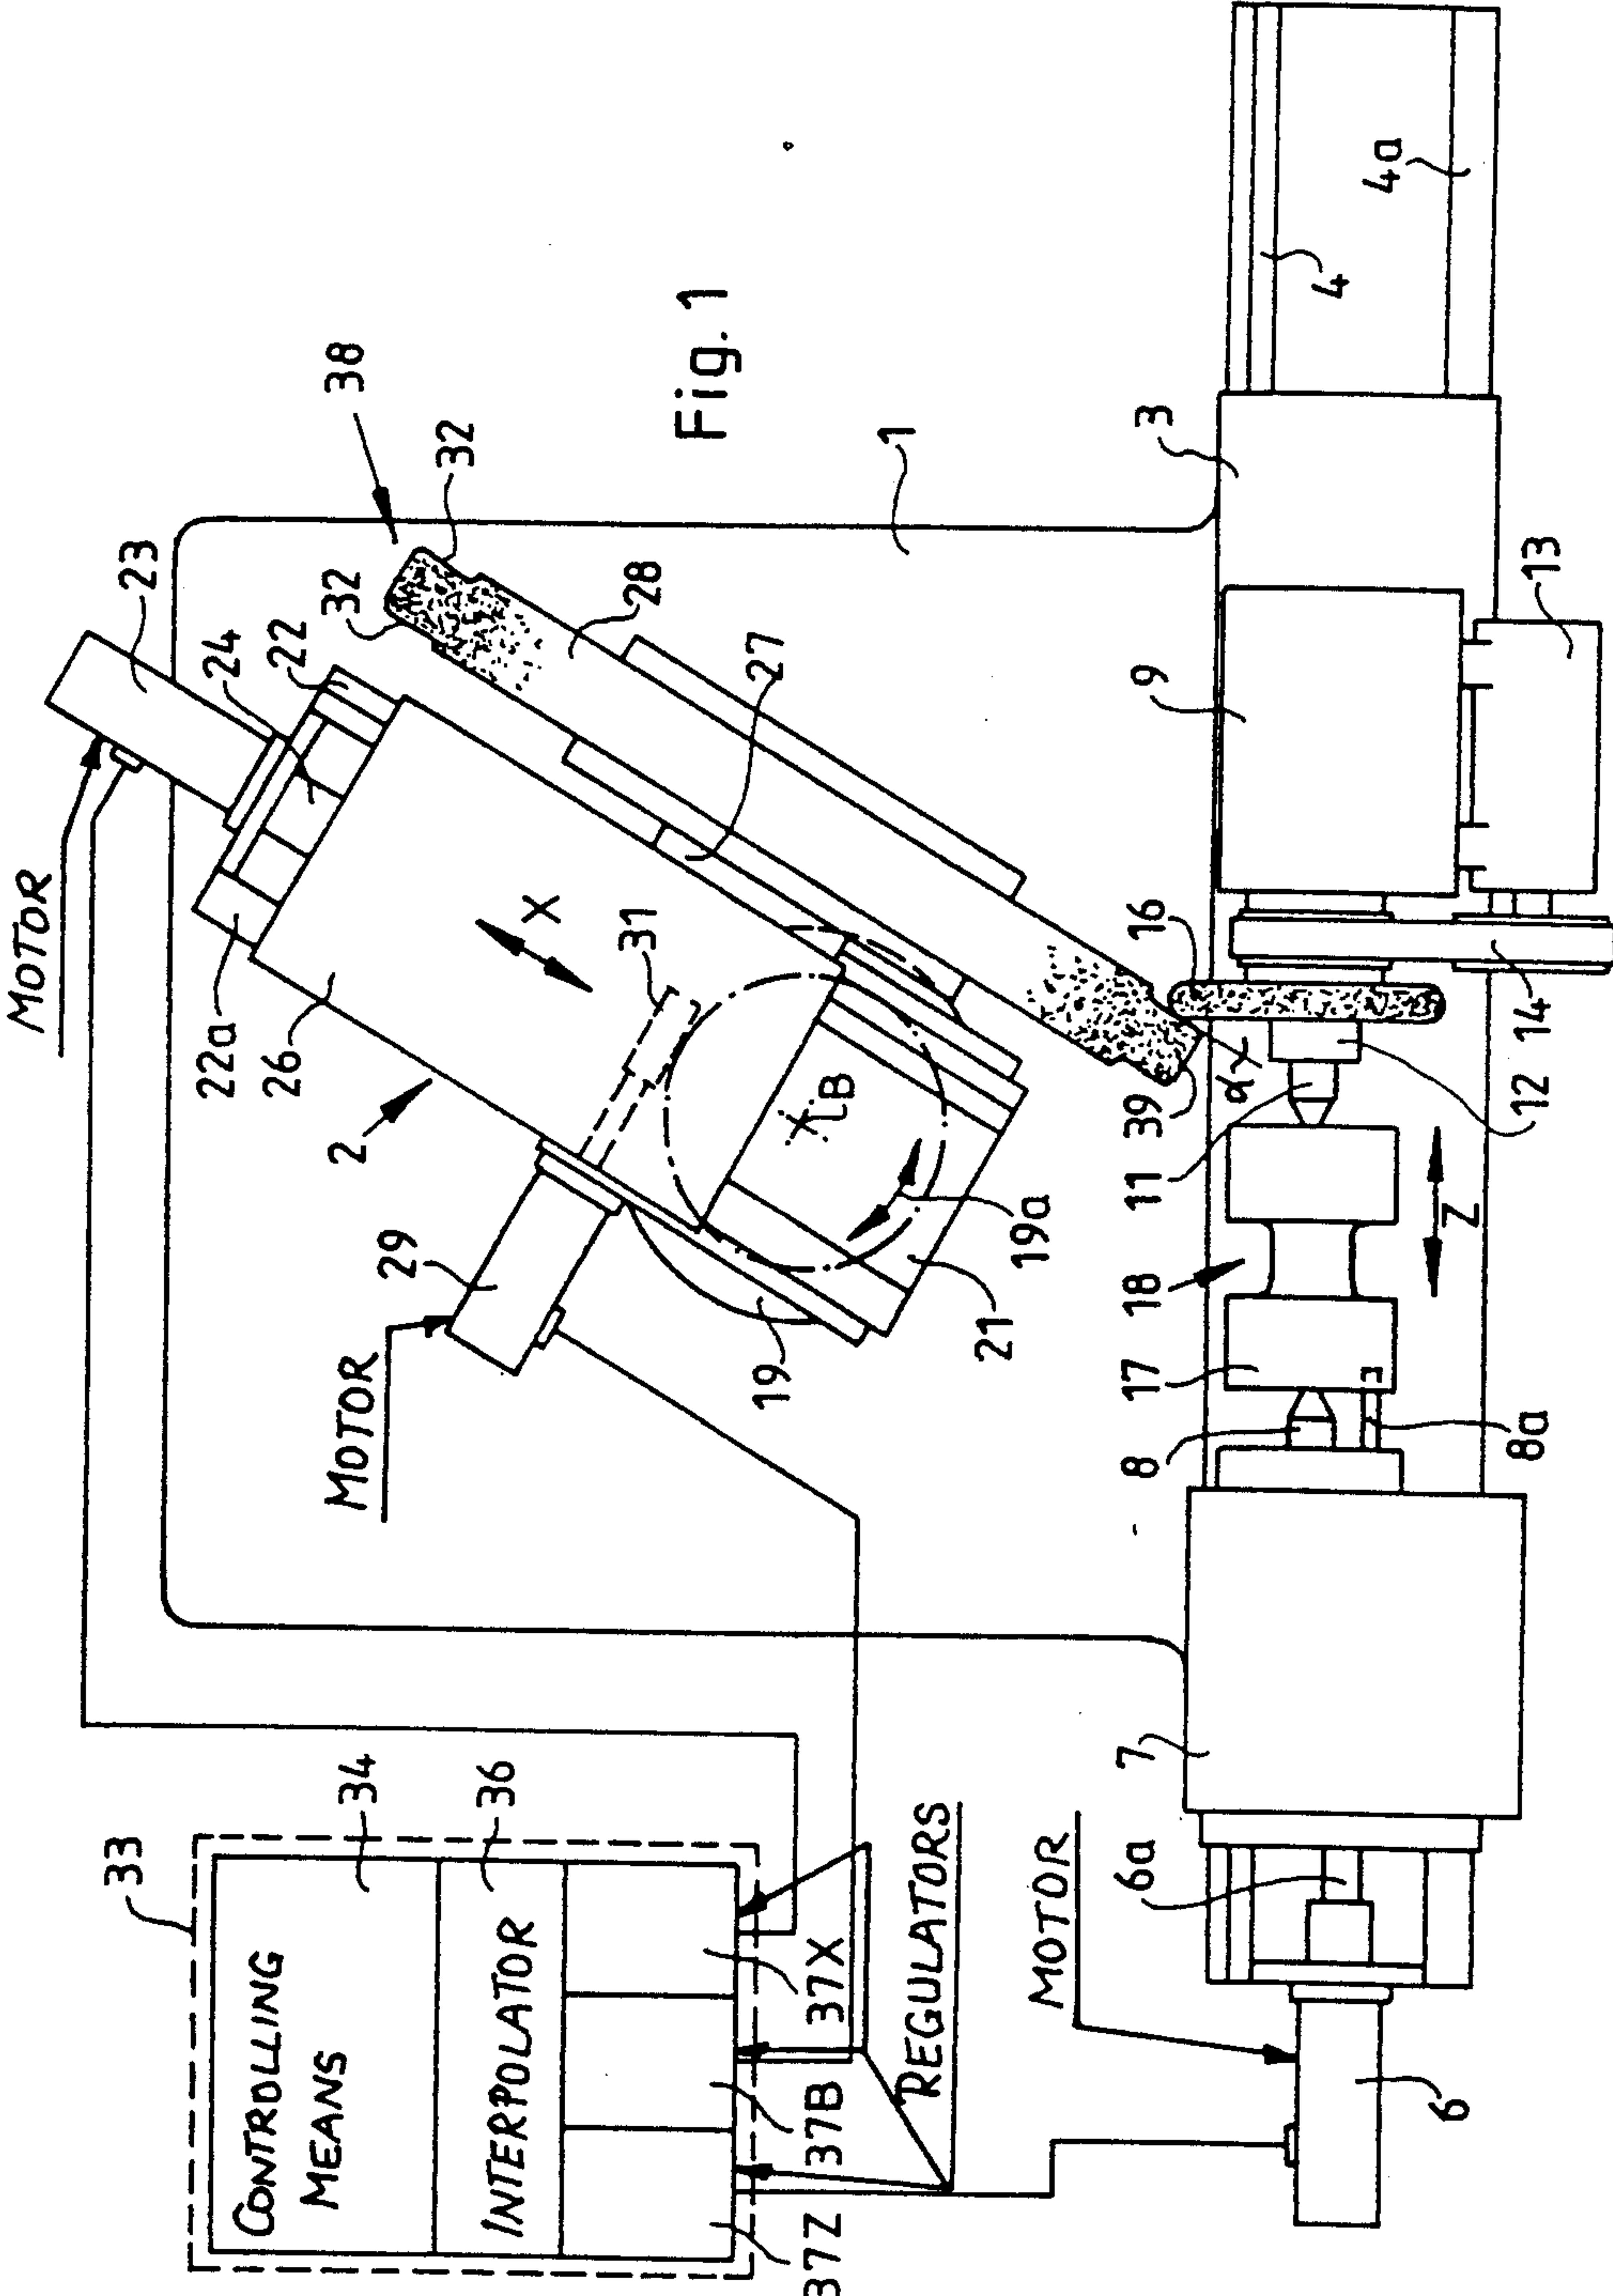 Fig. 1
33
34
36
CONTROLLING
MEANS
INTERPOLATOR
37Z
37B
37X
REGULATORS
MOTOR
MOTOR
MOTOR
23
24
22
22a
26
2
29
X
31
B
19
19a
21
27
28
32
32
38
1
39
α
16
3
4
4a
9
13
14
12
11
Z
18
17
8
8a
7
6a
6